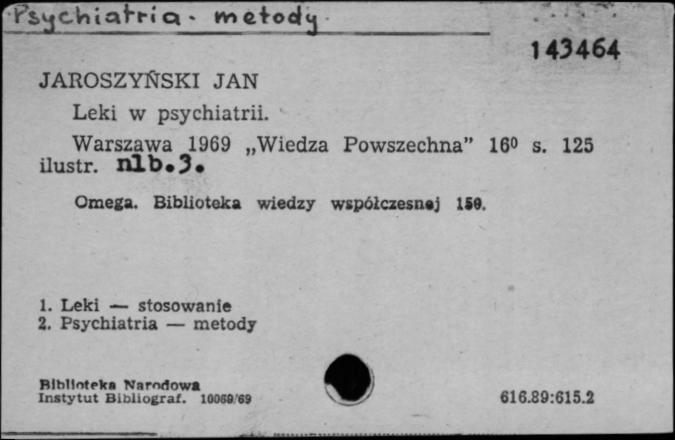 Psychiatria - metody
143464
JAROSZYŃSKI JAN
Leki w psychiatrii.
Warszawa 1969 „Wiedza Powszechna” 16⁰ s. 125
ilustr. nlb.3.
Omega. Biblioteka wiedzy współczesnej 150.
1. Leki — stosowanie
2. Psychiatria — metody
Biblioteka Narodowa
Instytut Bibliograf. 10069/69
616.89:615.2